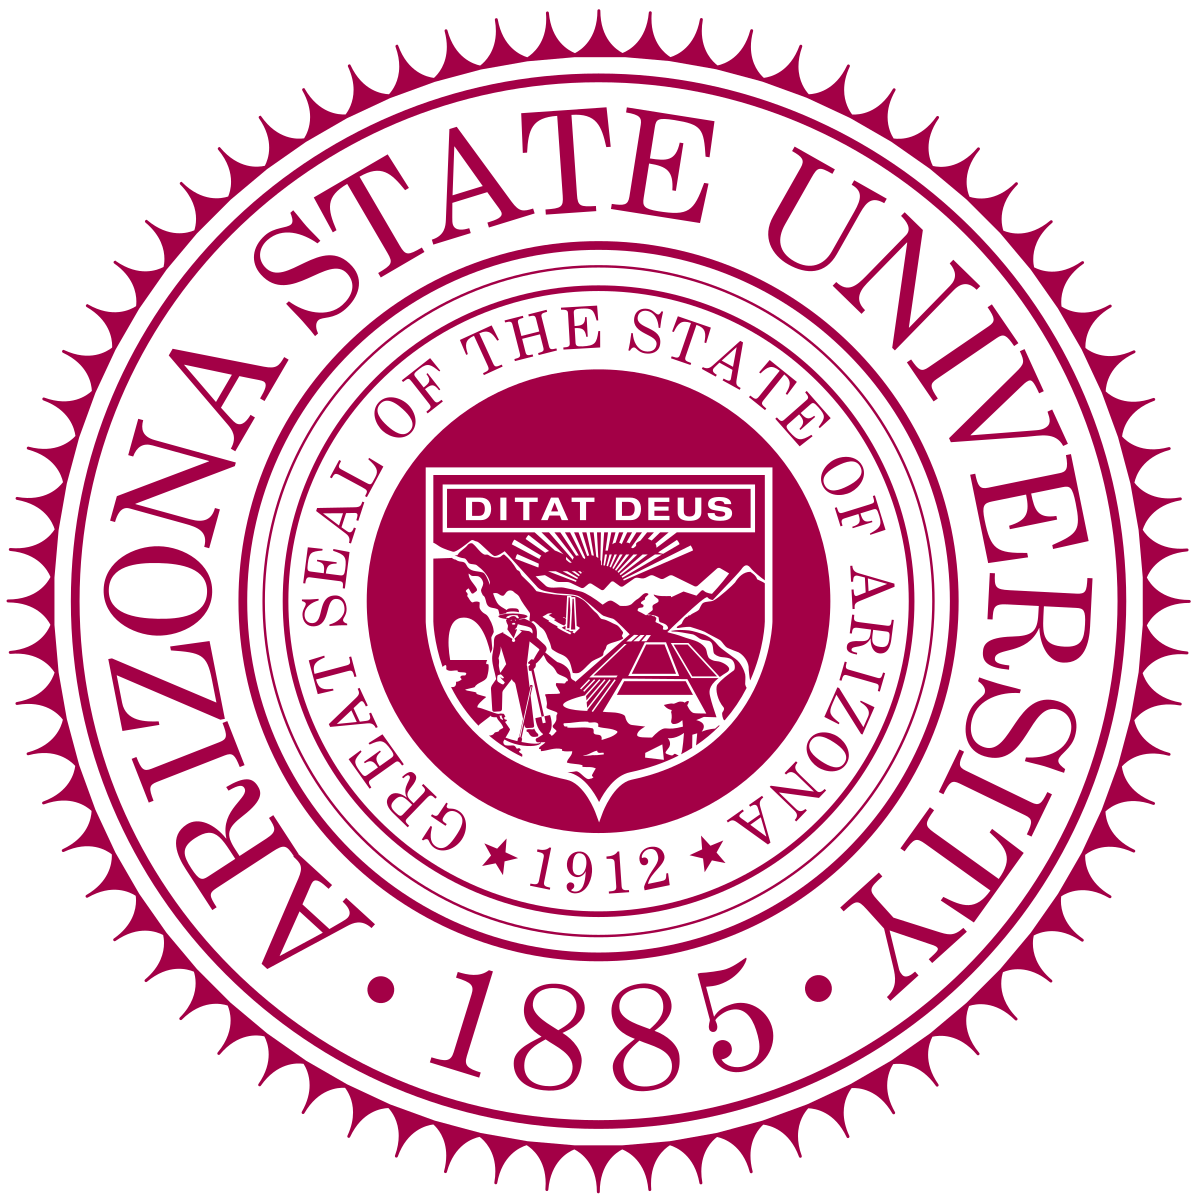 ARIZONA STATE UNIVERSITY
· 1885 ·
GREAT SEAL OF THE STATE OF ARIZONA
★ 1912 ★
DITAT DEUS